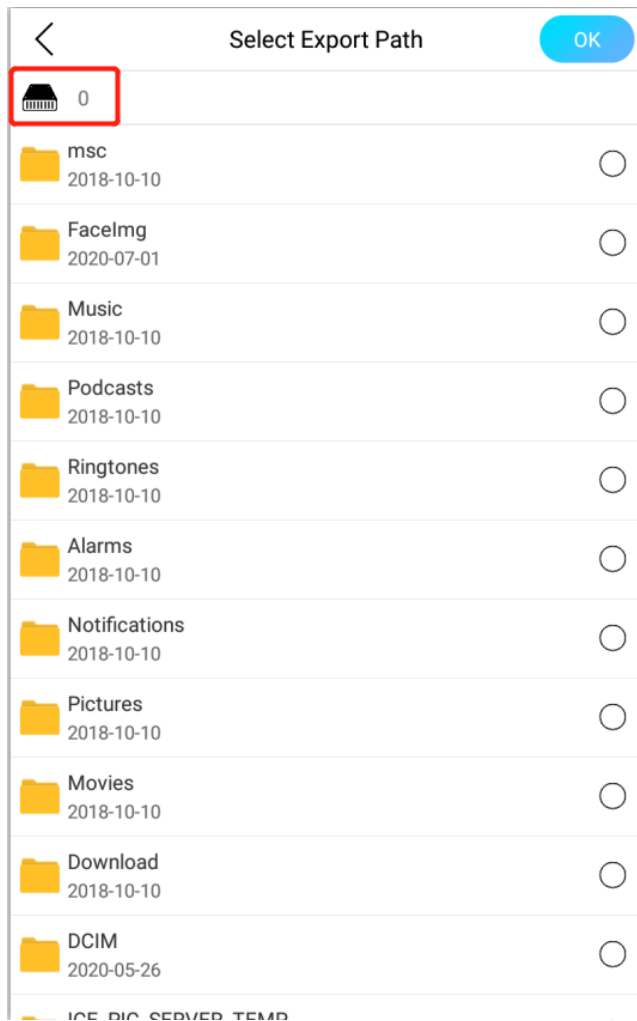 Select Export Path
OK
0
msc
2018-10-10
FaceImg
2020-07-01
Music
2018-10-10
Podcasts
2018-10-10
Ringtones
2018-10-10
Alarms
2018-10-10
Notifications
2018-10-10
Pictures
2018-10-10
Movies
2018-10-10
Download
2018-10-10
DCIM
2020-05-26
ICE_PIC_SERVER_TEMP